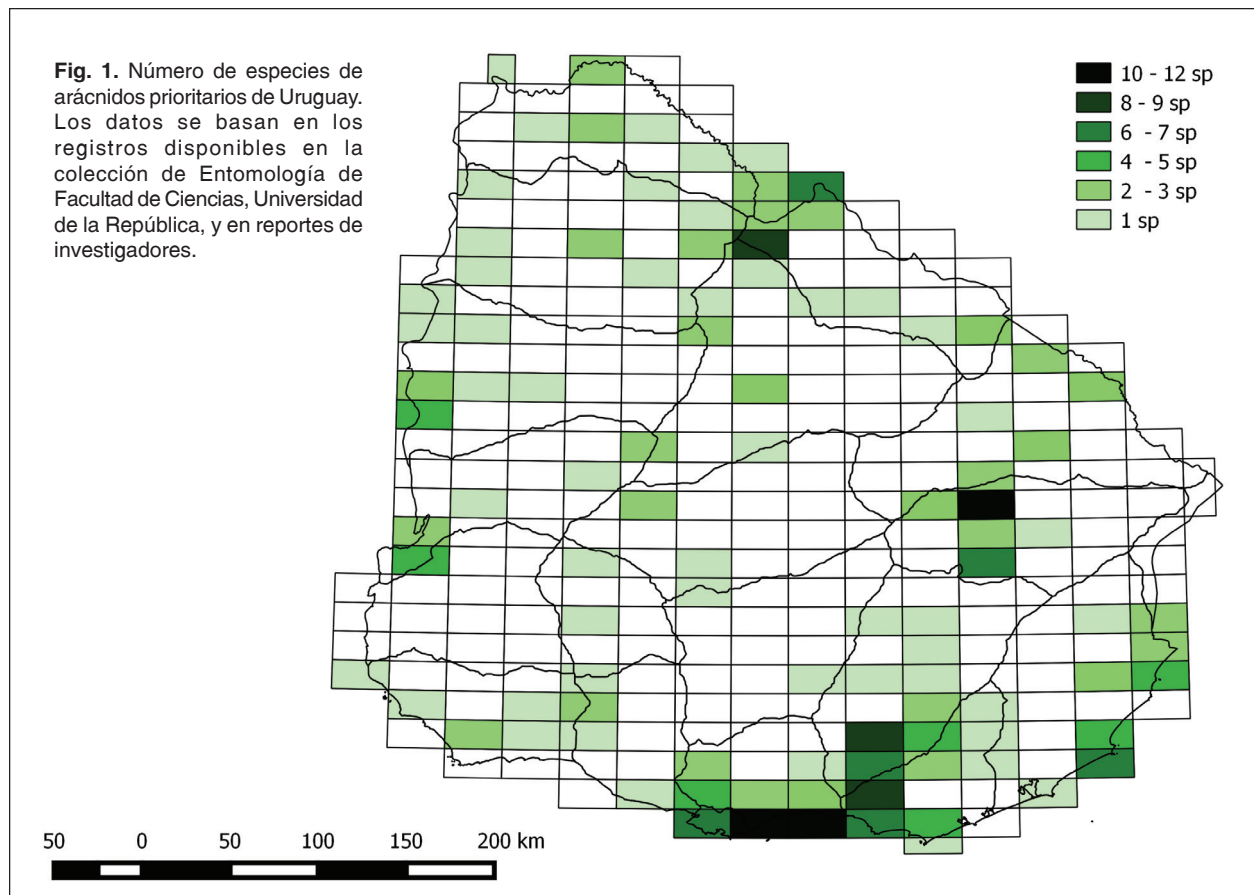 Fig. 1. Número de especies de
arácnidos prioritarios de Uruguay.
Los datos se basan en los
registros disponibles en la
colección de Entomología de
Facultad de Ciencias, Universidad
de la República, y en reportes de
investigadores.
10 - 12 sp
8 - 9 sp
6 - 7 sp
4 - 5 sp
2 - 3 sp
1 sp
50 0 50 100 150 200 km